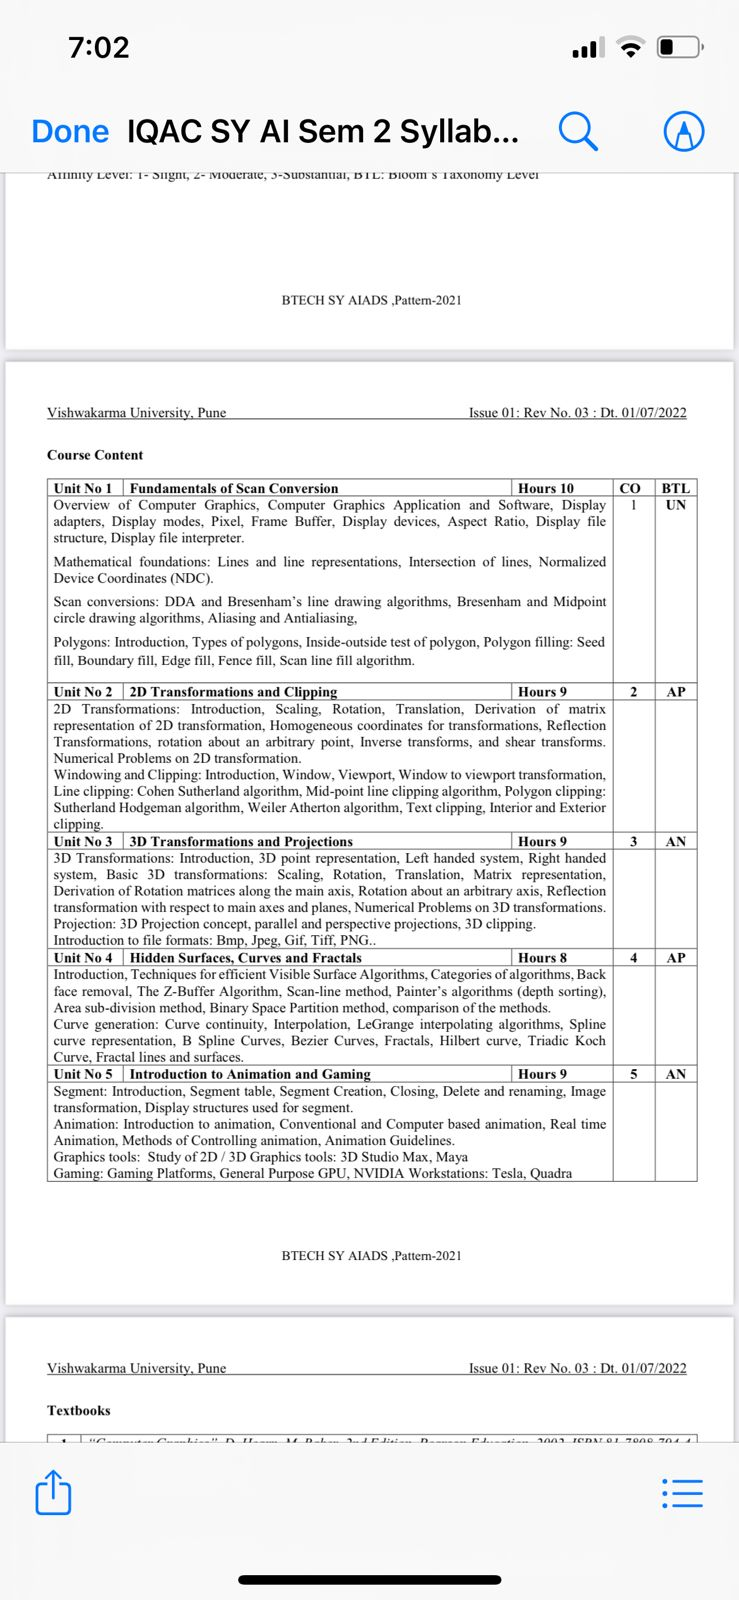 7:02
Done IQAC SY AI Sem 2 Syllab...
Affinity Level: 1- Slight, 2- Moderate, 3-Substantial, BTL: Bloom's Taxonomy Level
BTECH SY AIADS ,Pattern-2021
Vishwakarma University, Pune Issue 01: Rev No. 03 : Dt. 01/07/2022
Course Content
Unit No 1 Fundamentals of Scan Conversion Hours 10 CO BTL
Overview of Computer Graphics, Computer Graphics Application and Software, Display 1 UN
adapters, Display modes, Pixel, Frame Buffer, Display devices, Aspect Ratio, Display file
structure, Display file interpreter.
Mathematical foundations: Lines and line representations, Intersection of lines, Normalized
Device Coordinates (NDC).
Scan conversions: DDA and Bresenham's line drawing algorithms, Bresenham and Midpoint
circle drawing algorithms, Aliasing and Antialiasing,
Polygons: Introduction, Types of polygons, Inside-outside test of polygon, Polygon filling: Seed
fill, Boundary fill, Edge fill, Fence fill, Scan line fill algorithm.
Unit No 2 2D Transformations and Clipping Hours 9 2 AP
2D Transformations: Introduction, Scaling, Rotation, Translation, Derivation of matrix
representation of 2D transformation, Homogeneous coordinates for transformations, Reflection
Transformations, rotation about an arbitrary point, Inverse transforms, and shear transforms.
Numerical Problems on 2D transformation.
Windowing and Clipping: Introduction, Window, Viewport, Window to viewport transformation,
Line clipping: Cohen Sutherland algorithm, Mid-point line clipping algorithm, Polygon clipping:
Sutherland Hodgeman algorithm, Weiler Atherton algorithm, Text clipping, Interior and Exterior
clipping.
Unit No 3 3D Transformations and Projections Hours 9 3 AN
3D Transformations: Introduction, 3D point representation, Left handed system, Right handed
system, Basic 3D transformations: Scaling, Rotation, Translation, Matrix representation,
Derivation of Rotation matrices along the main axis, Rotation about an arbitrary axis, Reflection
transformation with respect to main axes and planes, Numerical Problems on 3D transformations.
Projection: 3D Projection concept, parallel and perspective projections, 3D clipping.
Introduction to file formats: Bmp, Jpeg, Gif, Tiff, PNG..
Unit No 4 Hidden Surfaces, Curves and Fractals Hours 8 4 AP
Introduction, Techniques for efficient Visible Surface Algorithms, Categories of algorithms, Back
face removal, The Z-Buffer Algorithm, Scan-line method, Painter's algorithms (depth sorting),
Area sub-division method, Binary Space Partition method, comparison of the methods.
Curve generation: Curve continuity, Interpolation, LeGrange interpolating algorithms, Spline
curve representation, B Spline Curves, Bezier Curves, Fractals, Hilbert curve, Triadic Koch
Curve, Fractal lines and surfaces.
Unit No 5 Introduction to Animation and Gaming Hours 9 5 AN
Segment: Introduction, Segment table, Segment Creation, Closing, Delete and renaming, Image
transformation, Display structures used for segment.
Animation: Introduction to animation, Conventional and Computer based animation, Real time
Animation, Methods of Controlling animation, Animation Guidelines.
Graphics tools: Study of 2D / 3D Graphics tools: 3D Studio Max, Maya
Gaming: Gaming Platforms, General Purpose GPU, NVIDIA Workstations: Tesla, Quadra
BTECH SY AIADS ,Pattern-2021
Vishwakarma University, Pune Issue 01: Rev No. 03 : Dt. 01/07/2022
Textbooks